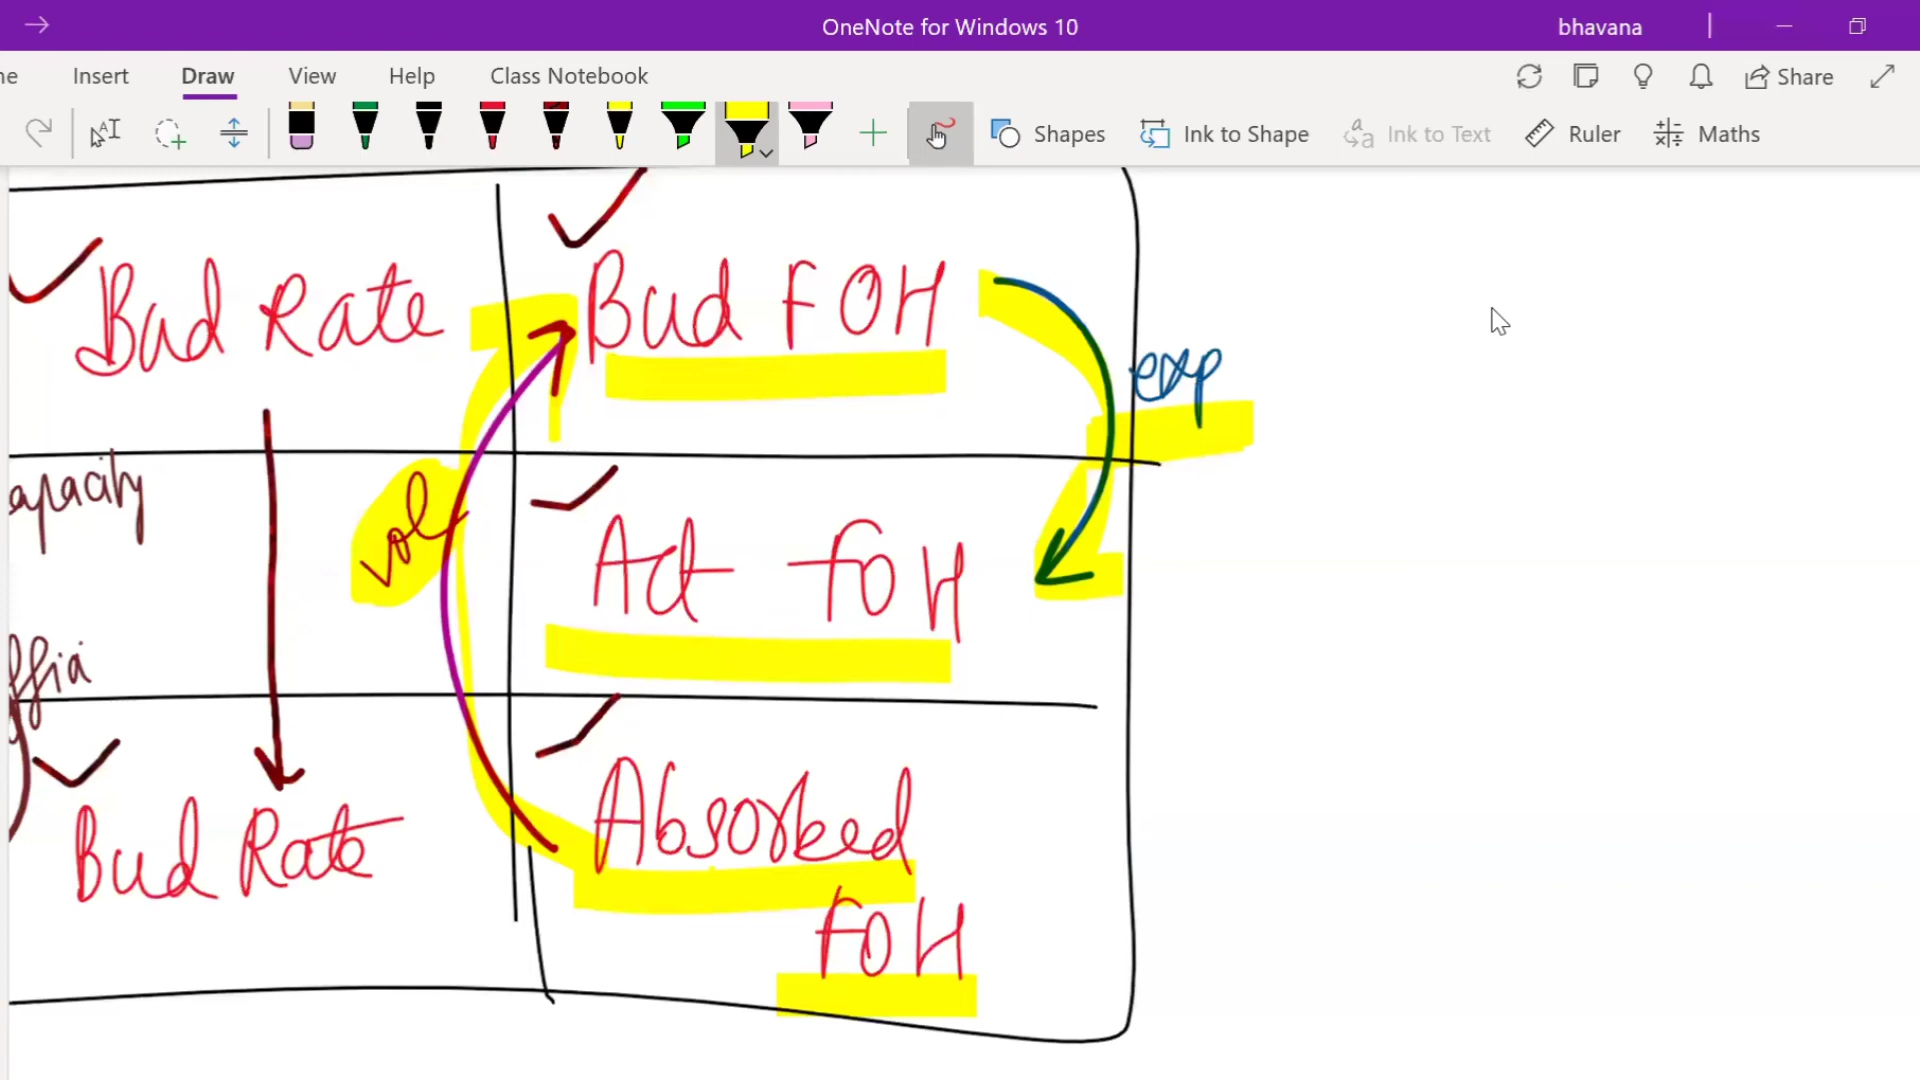 OneNote for Windows 10
bhavana
ne Insert Draw View Help Class Notebook
Share
Shapes Ink to Shape Ink to Text Ruler Maths
Bud Rate
Bud FOH
exp
apacity
vol
Act FOH
ffia
Bud Rate
Absorbed
FOH